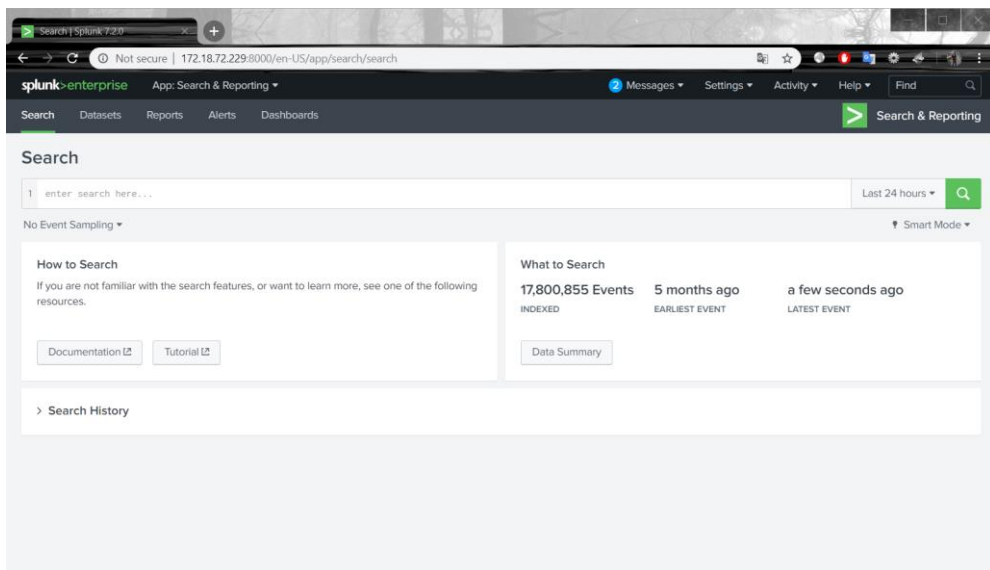 Search | Splunk 7.2.0
Not secure | 172.18.72.229:8000/en-US/app/search/search
splunk>enterprise App: Search & Reporting 2 Messages Settings Activity Help Find
Search Datasets Reports Alerts Dashboards Search & Reporting
Search
1 enter search here... Last 24 hours
No Event Sampling Smart Mode
How to Search
If you are not familiar with the search features, or want to learn more, see one of the following
resources.
Documentation Tutorial
What to Search
17,800,855 Events 5 months ago a few seconds ago
INDEXED EARLIEST EVENT LATEST EVENT
Data Summary
> Search History